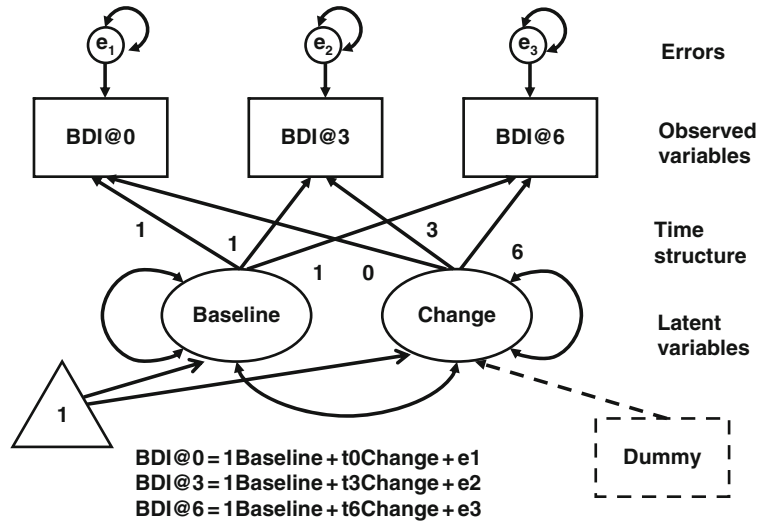 e1 e2 e3
Errors
BDI@0 BDI@3 BDI@6
Observed
variables
1 1 1 0 3 6
Time
structure
Baseline Change
Latent
variables
1
Dummy
BDI@0 = 1Baseline + t0Change + e1
BDI@3 = 1Baseline + t3Change + e2
BDI@6 = 1Baseline + t6Change + e3